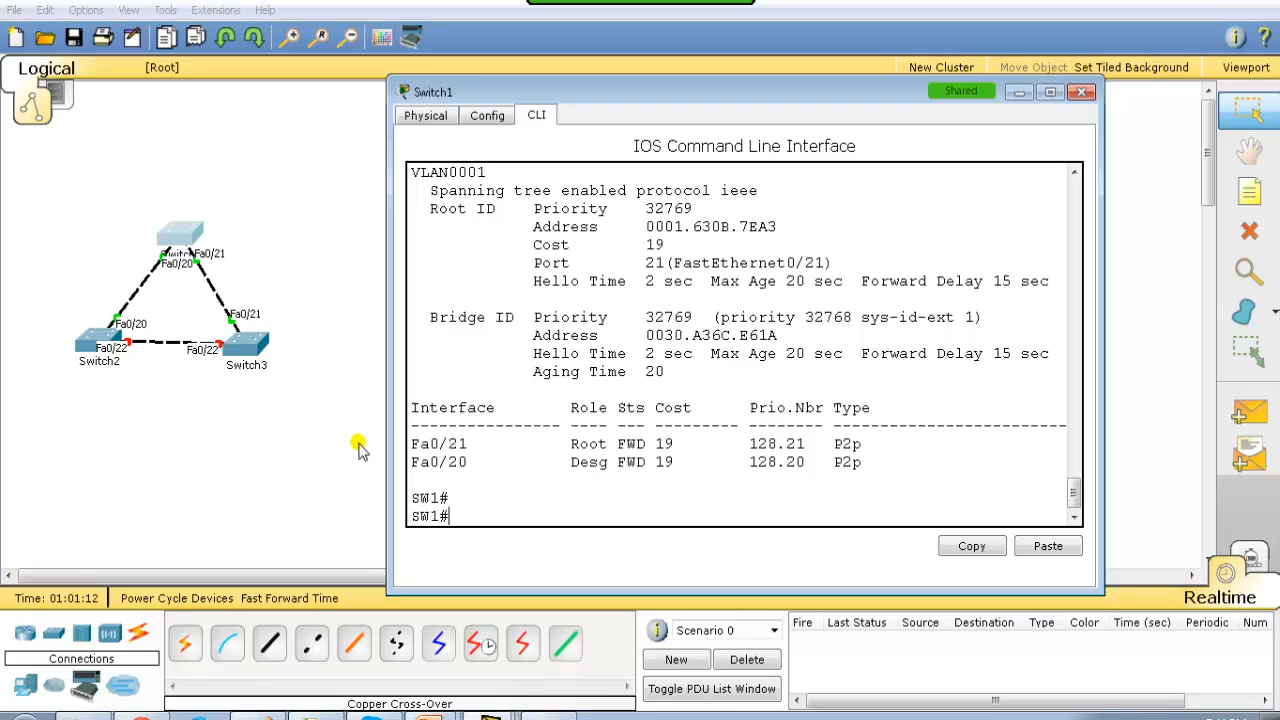 File Edit Options View Tools Extensions Help
Logical [Root] New Cluster Move Object Set Tiled Background Viewport
Switch1 Shared
Physical Config CLI
IOS Command Line Interface
VLAN0001
Spanning tree enabled protocol ieee
Root ID Priority 32769
Address 0001.630B.7EA3
Cost 19
Port 21(FastEthernet0/21)
Hello Time 2 sec Max Age 20 sec Forward Delay 15 sec
Bridge ID Priority 32769 (priority 32768 sys-id-ext 1)
Address 0030.A36C.E61A
Hello Time 2 sec Max Age 20 sec Forward Delay 15 sec
Aging Time 20
Interface Role Sts Cost Prio.Nbr Type
---------------- ---- --- --------- -------- --------------------------------
Fa0/21 Root FWD 19 128.21 P2p
Fa0/20 Desg FWD 19 128.20 P2p
SW1#
SW1#
Copy Paste
Fa0/21
Fa0/20
Fa0/21
Fa0/20
Fa0/22 Fa0/22
Switch2 Switch3
Time: 01:01:12 Power Cycle Devices Fast Forward Time Realtime
Connections
Copper Cross-Over
Scenario 0
New Delete
Toggle PDU List Window
Fire Last Status Source Destination Type Color Time (sec) Periodic Num